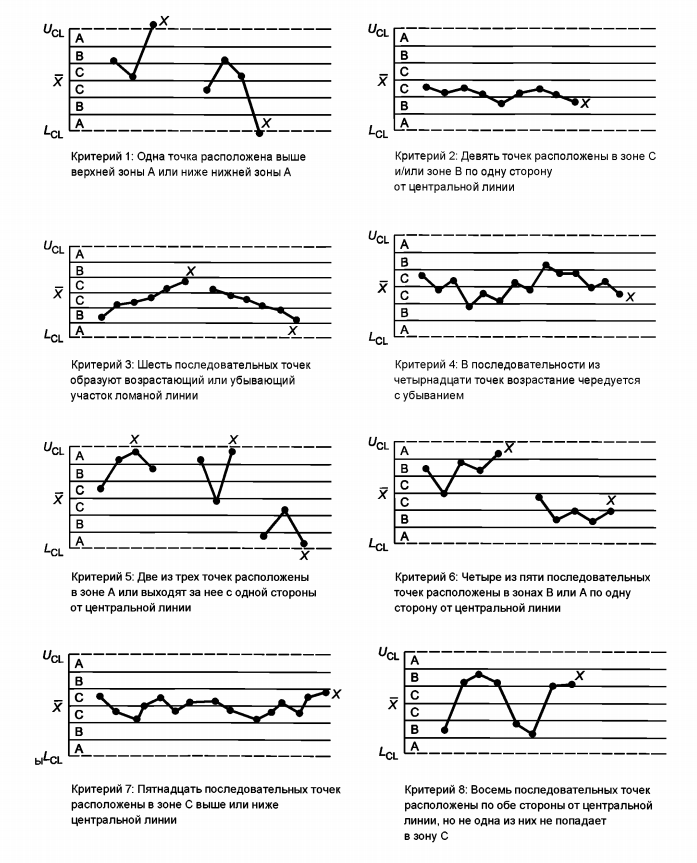 UCL
A
B
C
X̅
C
B
A
LCL
X
X
Критерий 1: Одна точка расположена выше
верхней зоны А или ниже нижней зоны А
UCL
A
B
C
X̅
C
B
A
LCL
X
Критерий 2: Девять точек расположены в зоне С
и/или зоне В по одну сторону
от центральной линии
UCL
A
B
C
X̅
C
B
A
LCL
X
X
Критерий 3: Шесть последовательных точек
образуют возрастающий или убывающий
участок ломаной линии
UCL
A
B
C
X̅
C
B
A
LCL
X
Критерий 4: В последовательности из
четырнадцати точек возрастание чередуется
с убыванием
UCL
A
B
C
X̅
C
B
A
LCL
X
X
X
Критерий 5: Две из трех точек расположены
в зоне А или выходят за нее с одной стороны
от центральной линии
UCL
A
B
C
X̅
C
B
A
LCL
X
X
Критерий 6: Четыре из пяти последовательных
точек расположены в зонах В или А по одну
сторону от центральной линии
UCL
A
B
C
X̅
C
B
A
ыLCL
X
Критерий 7: Пятнадцать последовательных точек
расположены в зоне С выше или ниже
центральной линии
UCL
A
B
C
X̅
C
B
A
LCL
X
Критерий 8: Восемь последовательных точек
расположены по обе стороны от центральной
линии, но не одна из них не попадает
в зону С